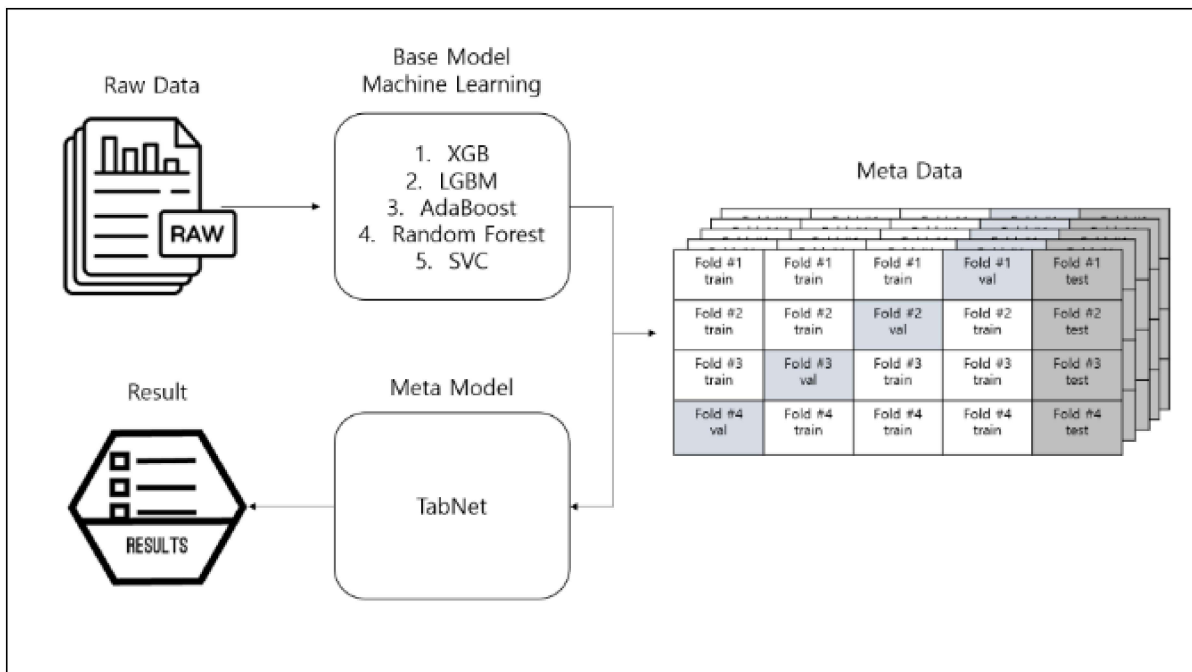 Raw Data
RAW
Base Model
Machine Learning
1. XGB
2. LGBM
3. AdaBoost
4. Random Forest
5. SVC
Meta Data
Fold #1 train
Fold #1 train
Fold #1 train
Fold #1 val
Fold #1 test
Fold #2 train
Fold #2 train
Fold #2 val
Fold #2 train
Fold #2 test
Fold #3 train
Fold #3 val
Fold #3 train
Fold #3 train
Fold #3 test
Fold #4 val
Fold #4 train
Fold #4 train
Fold #4 train
Fold #4 test
Result
RESULTS
Meta Model
TabNet